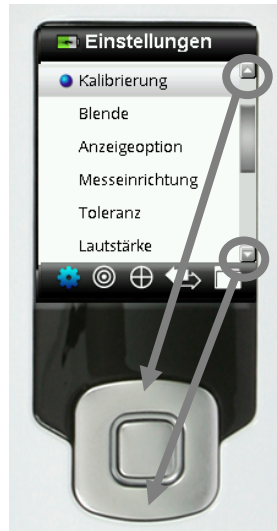 Einstellungen
Kalibrierung
Blende
Anzeigeoption
Messeinrichtung
Toleranz
Lautstärke